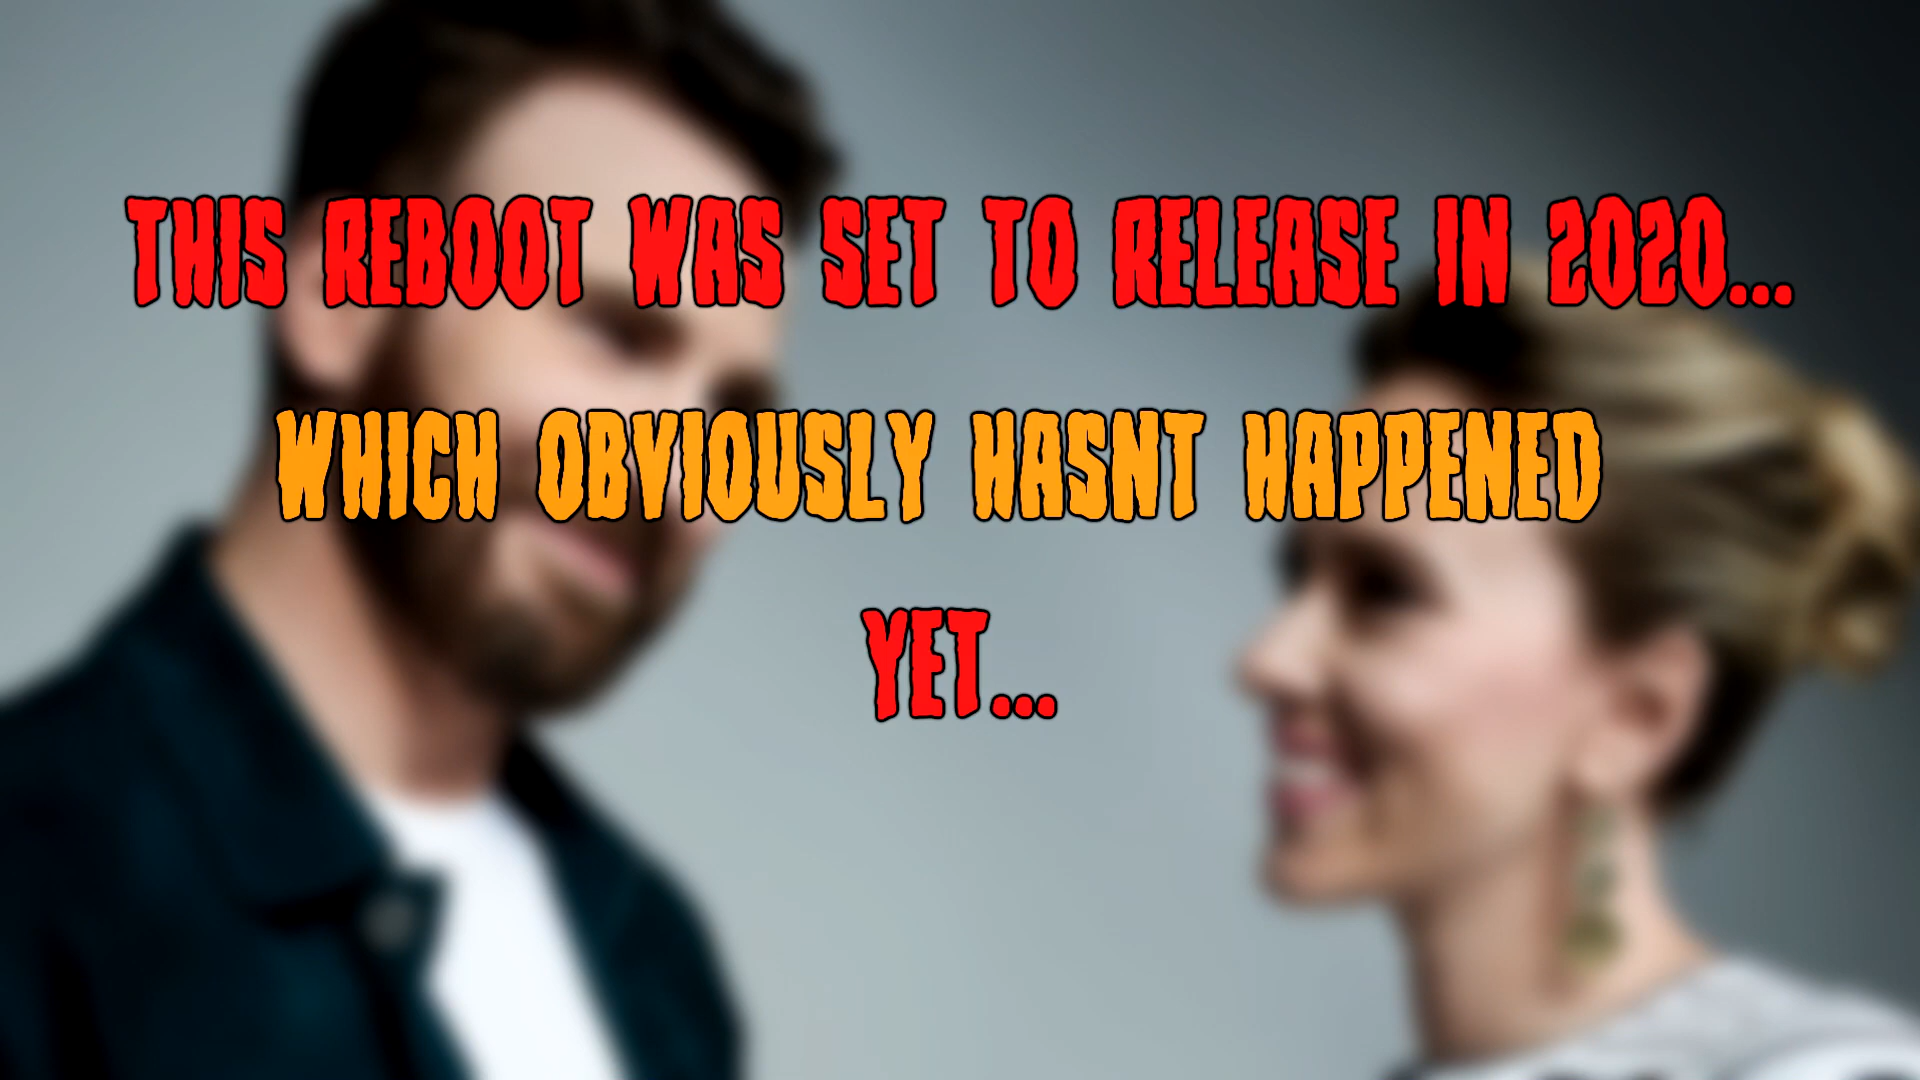 THIS REBOOT WAS SET TO RELEASE IN 2020...
WHICH OBVIOUSLY HASNT HAPPENED
YET...